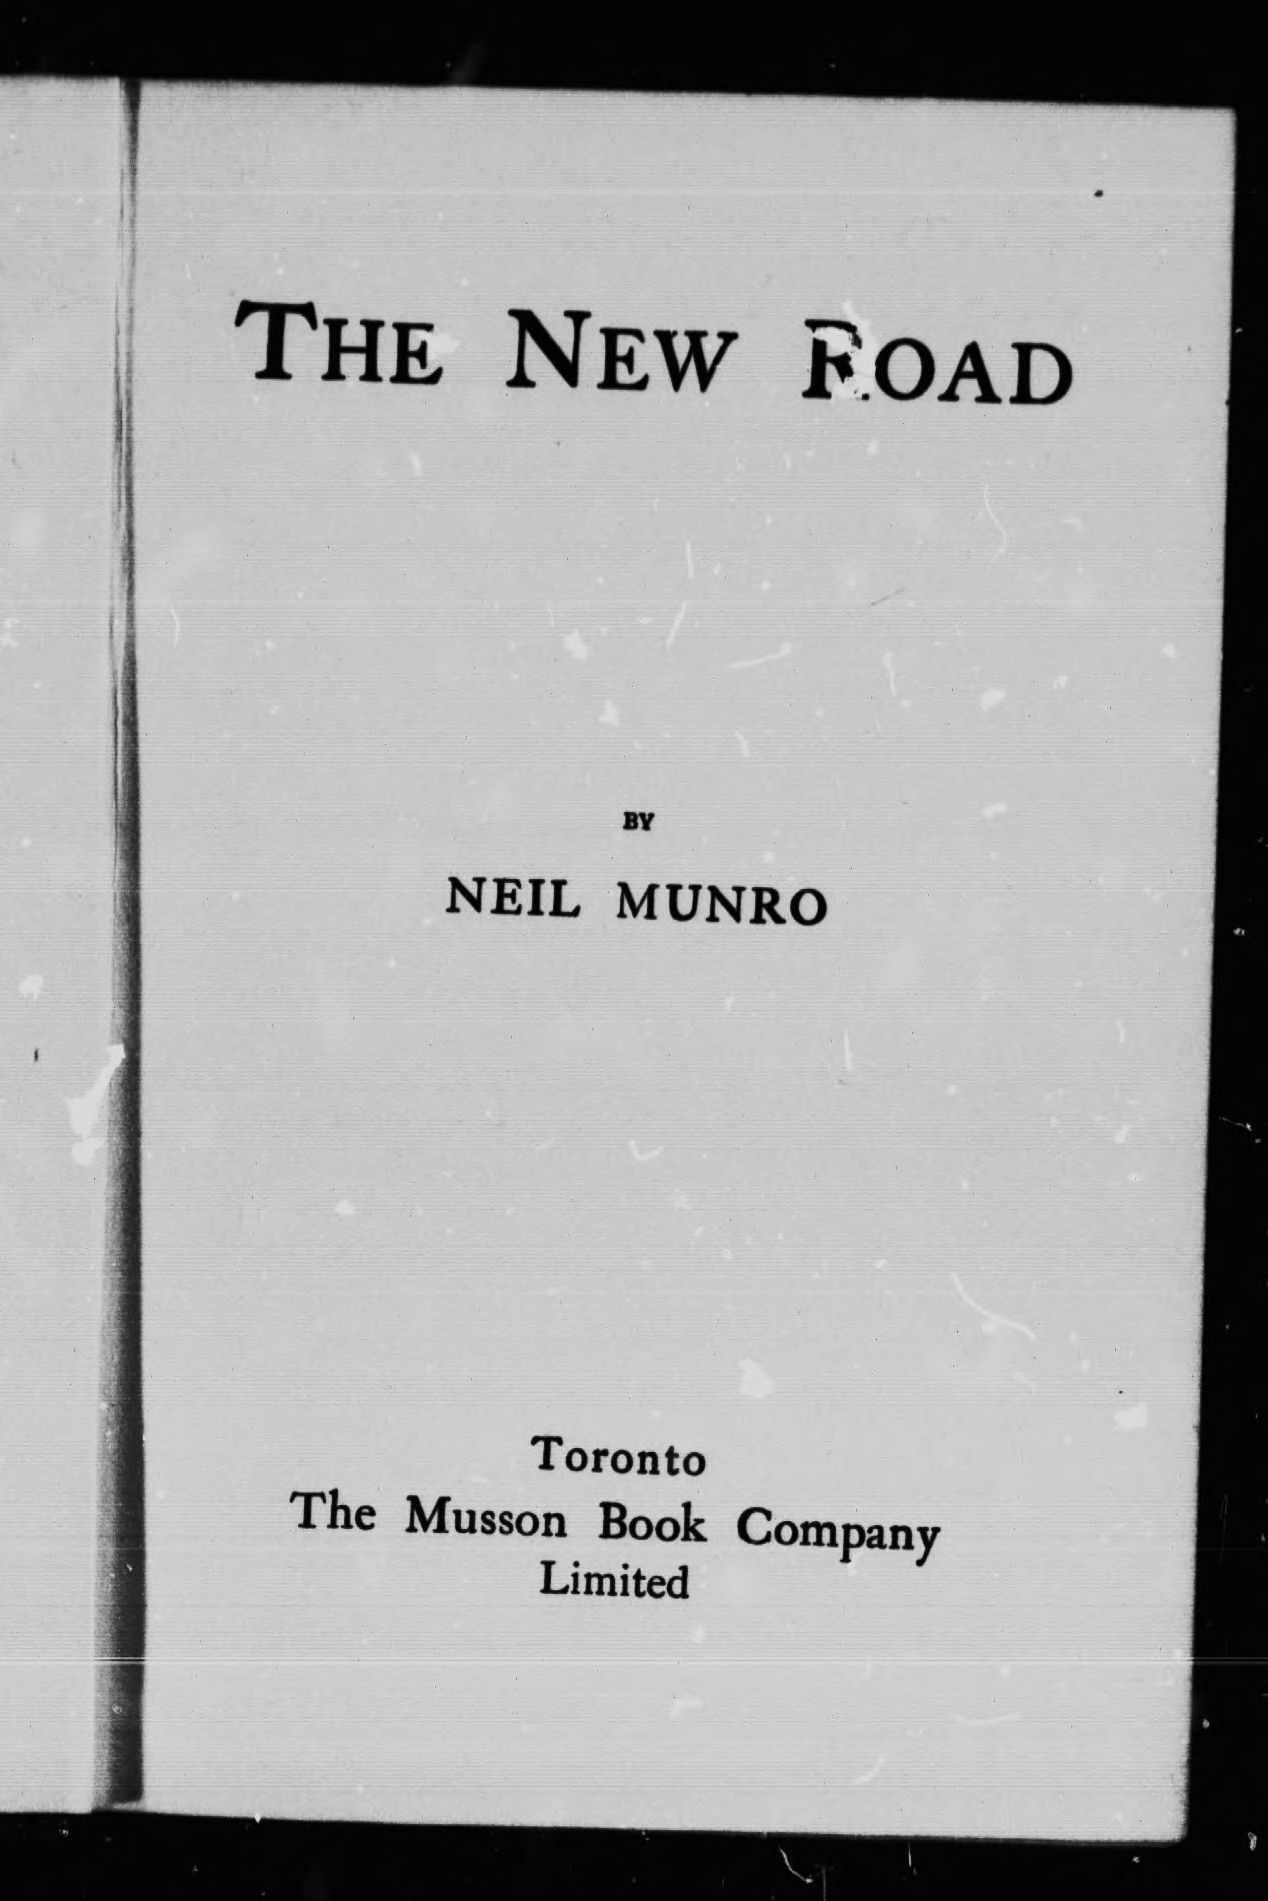 THE NEW ROAD
BY
NEIL MUNRO
Toronto
The Musson Book Company
Limited